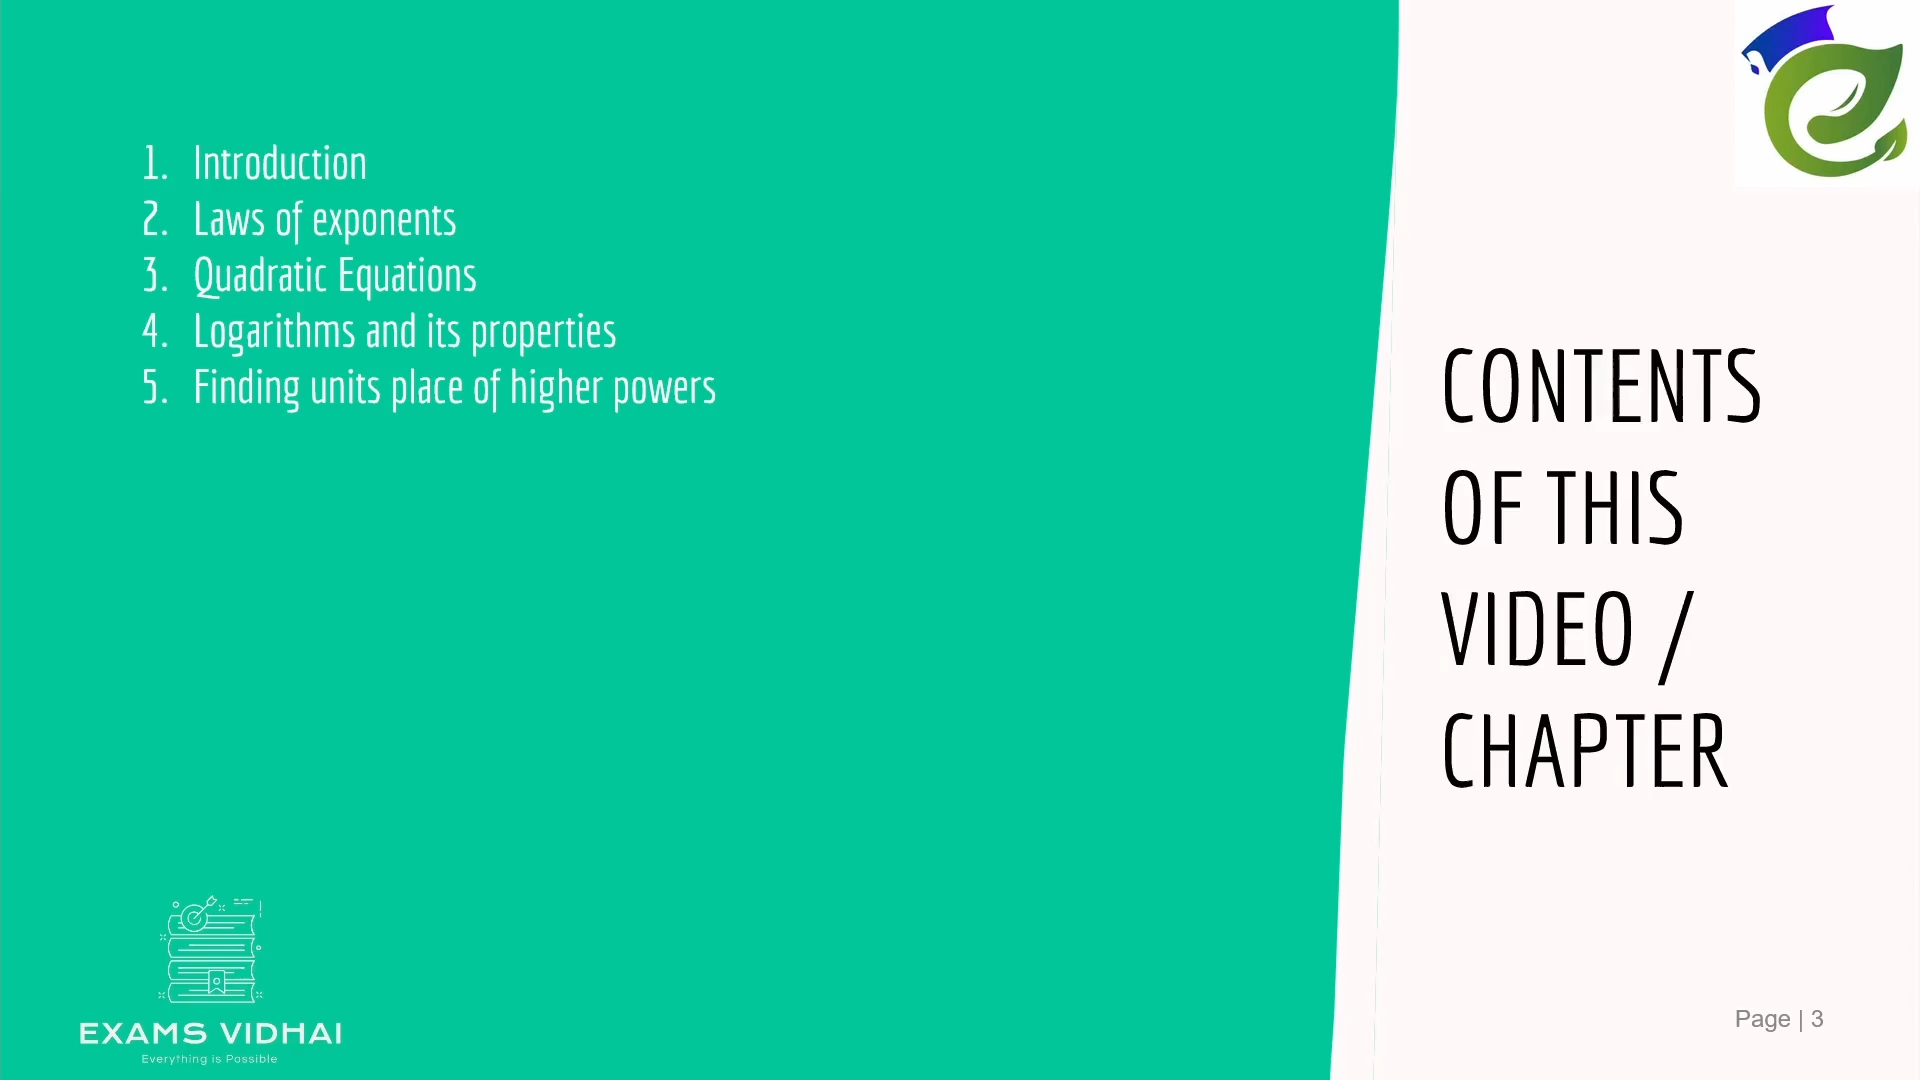 1. Introduction
2. Laws of exponents
3. Quadratic Equations
4. Logarithms and its properties
5. Finding units place of higher powers
CONTENTS
OF THIS
VIDEO /
CHAPTER
EXAMS VIDHAI
Everything is Possible
Page | 3